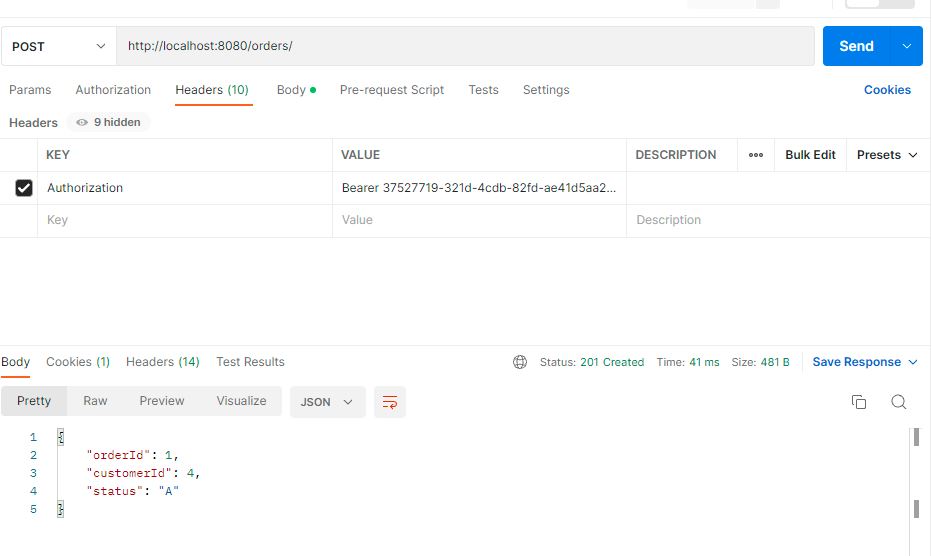 POST http://localhost:8080/orders/ Send
Params Authorization Headers (10) Body Pre-request Script Tests Settings Cookies
Headers 9 hidden
KEY VALUE DESCRIPTION ooo Bulk Edit Presets
Authorization Bearer 37527719-321d-4cdb-82fd-ae41d5aa2...
Key Value Description
Body Cookies (1) Headers (14) Test Results Status: 201 Created Time: 41 ms Size: 481 B Save Response
Pretty Raw Preview Visualize JSON
1 {
2 "orderId": 1,
3 "customerId": 4,
4 "status": "A"
5 }